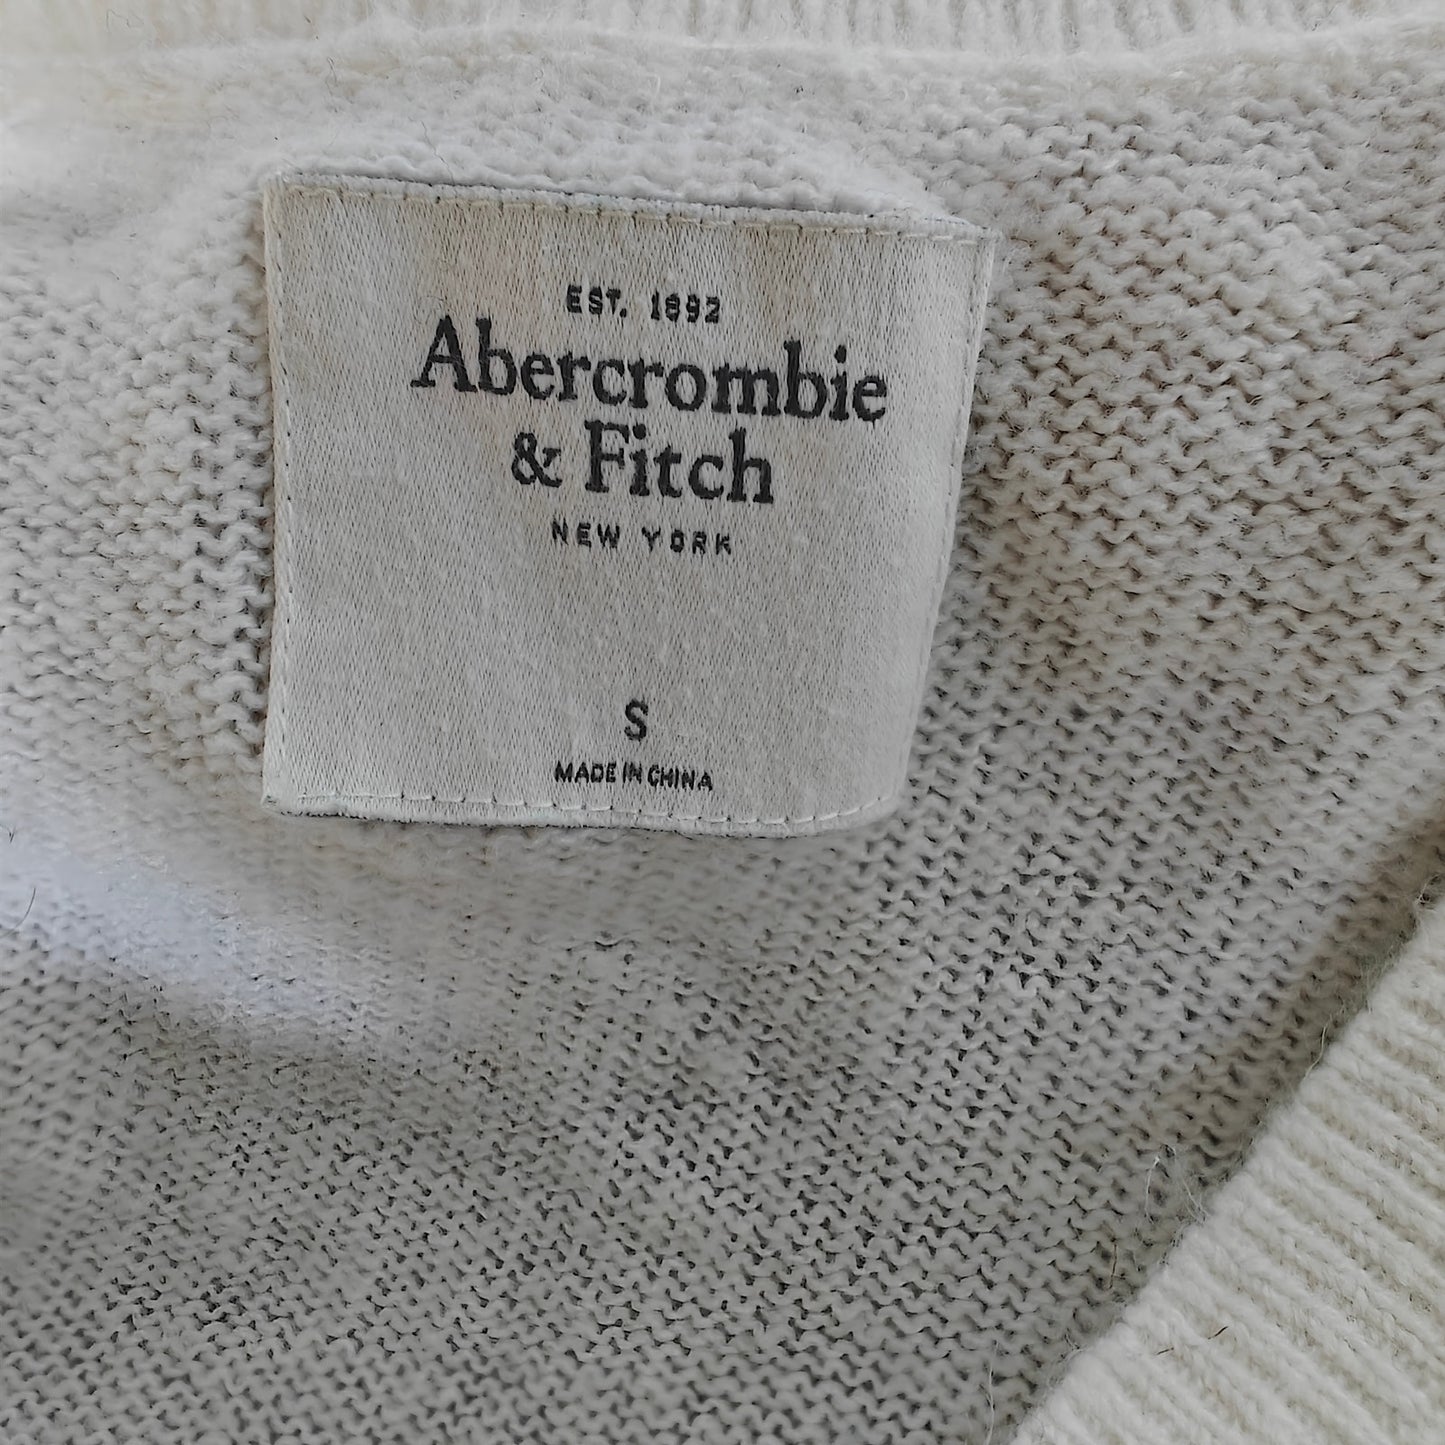 EST. 1892
Abercrombie
& Fitch
NEW YORK
S
MADE IN CHINA